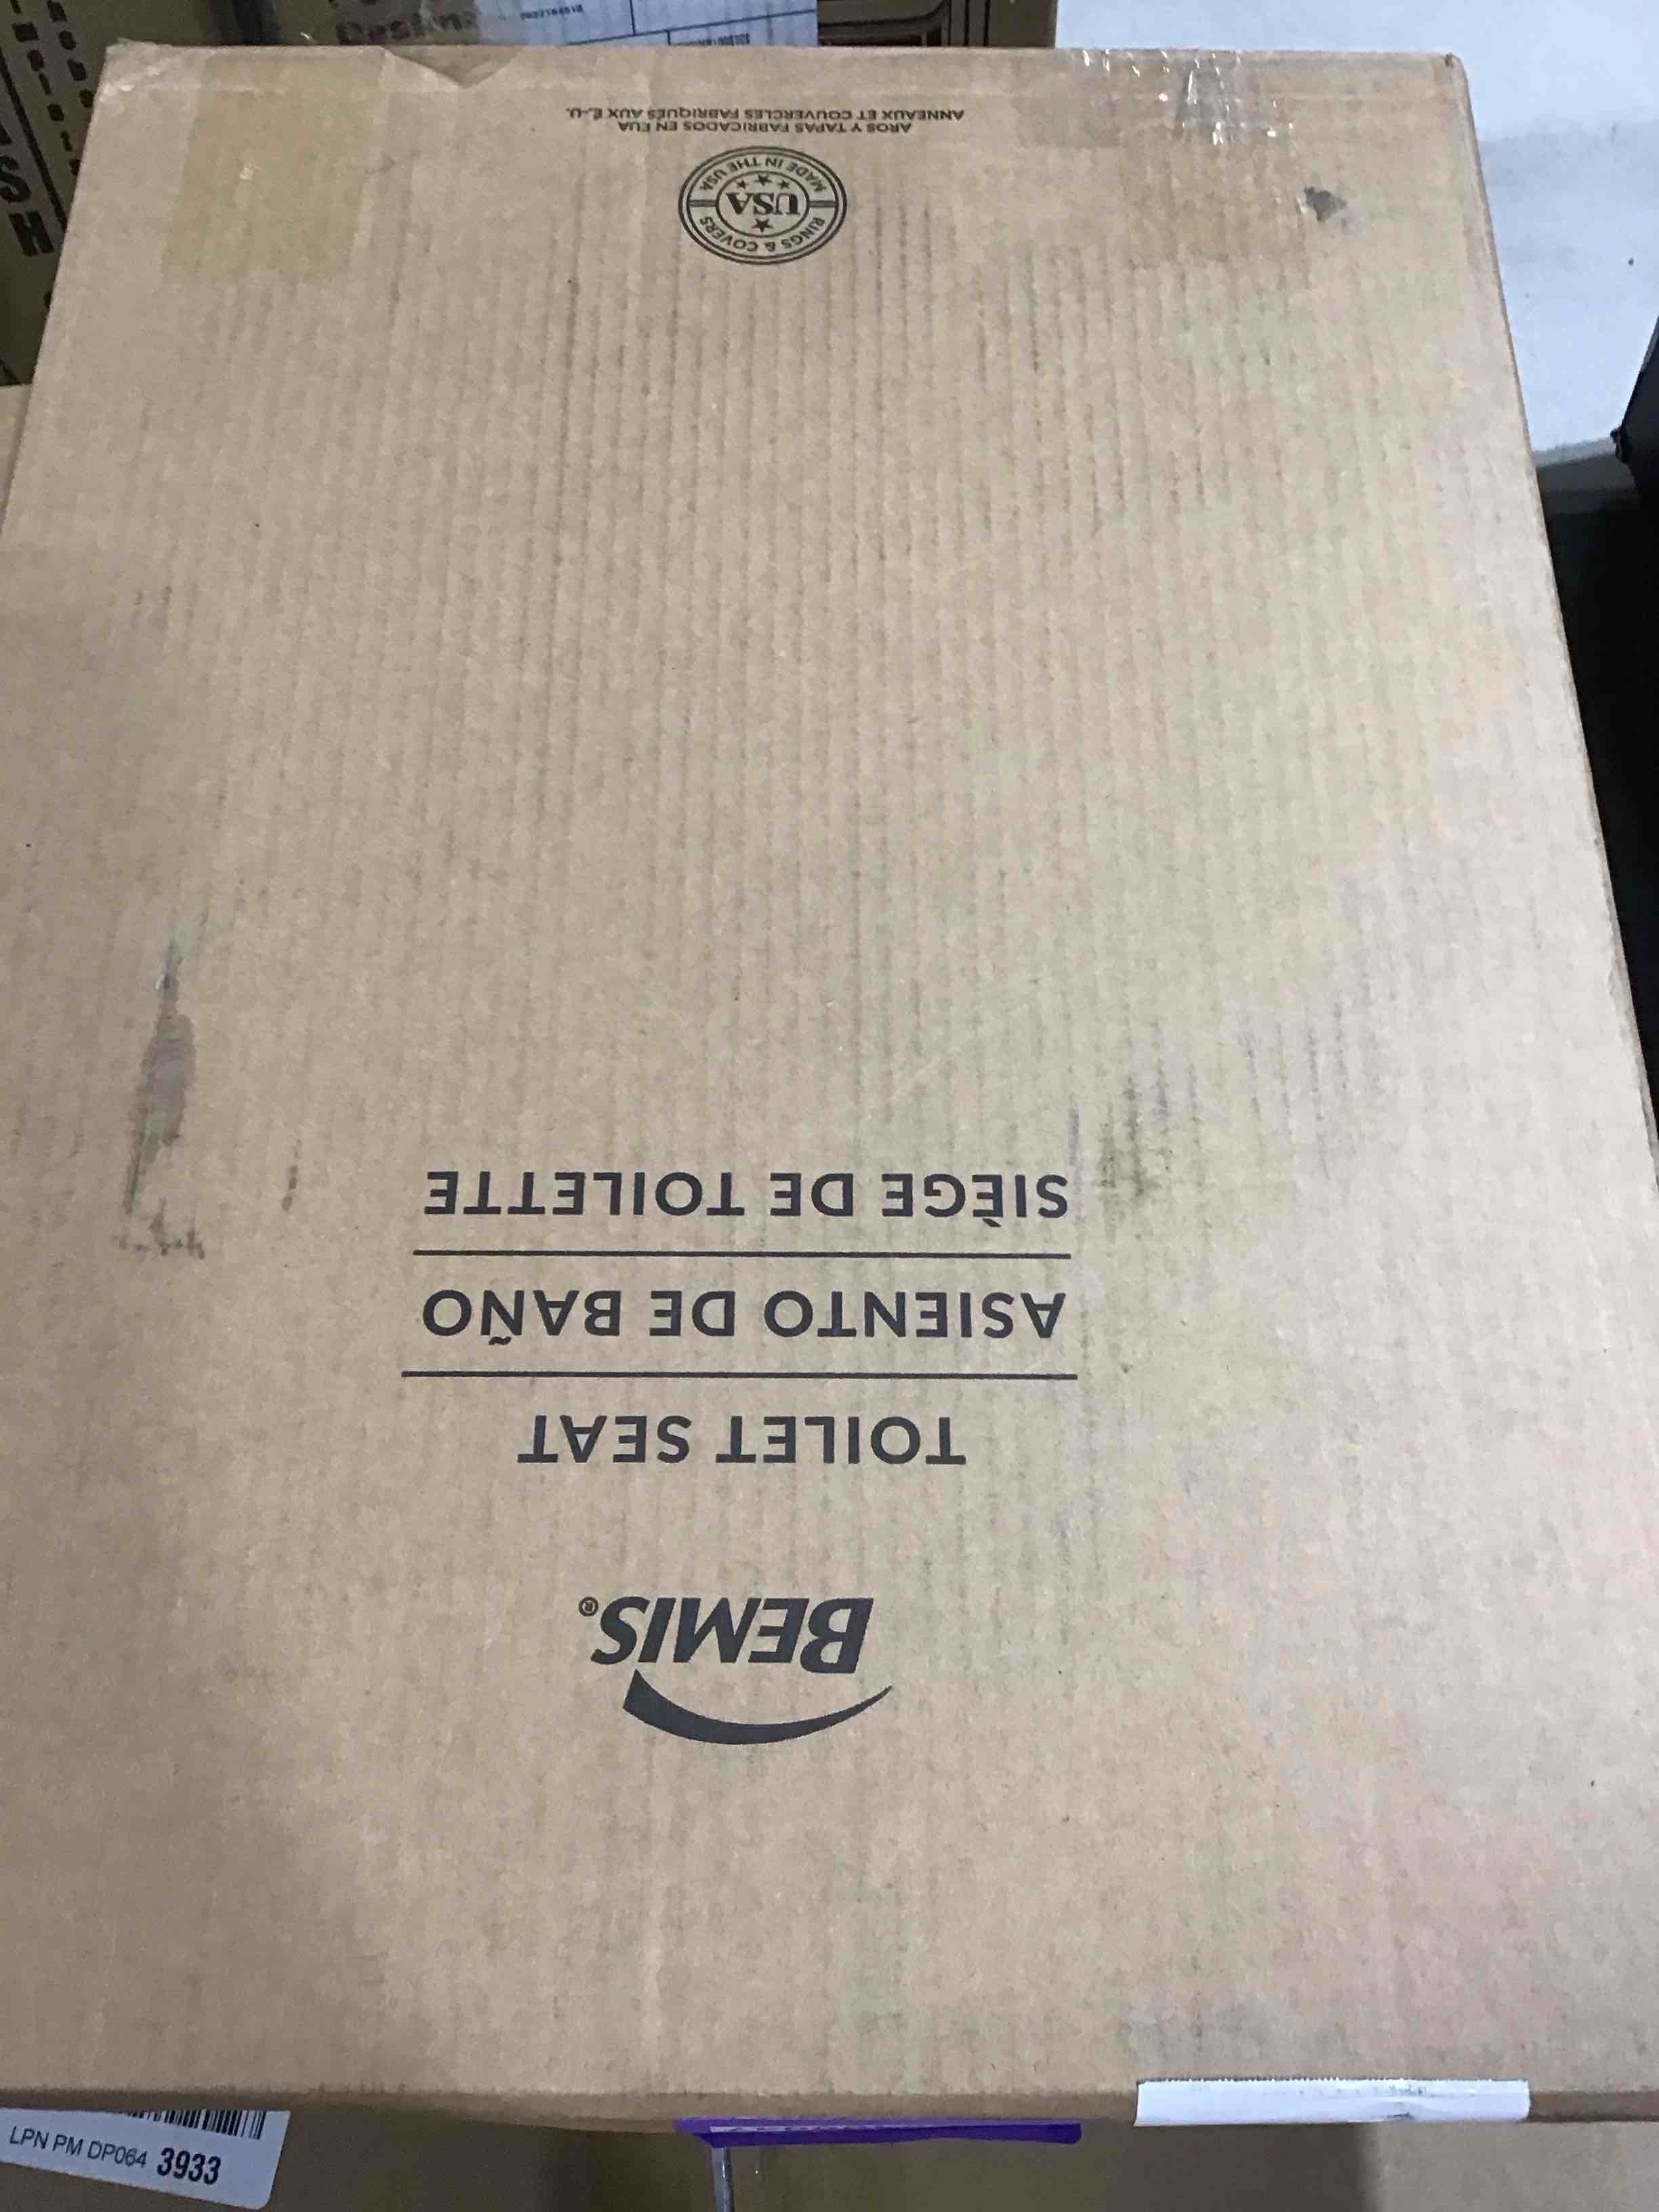 BEMIS®
TOILET SEAT
ASIENTO DE BAÑO
SIÈGE DE TOILETTE
RINGS & COVERS
USA
MADE IN THE USA
AROS Y TAPAS FABRICADOS EN EUA
ANNEAUX ET COUVERCLES FABRIQUÉS AUX É.-U.
LPN PM DP064 3933